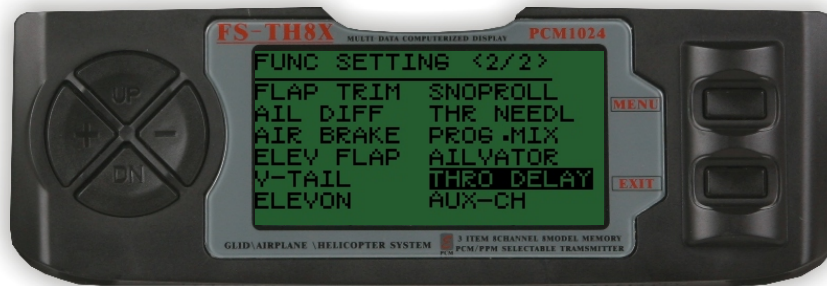 FS-TH8X MULTI DATA COMPUTERIZED DISPLAY PCM1024
FUNC SETTING <2/2>
FLAP TRIM SNOPROLL
AIL DIFF THR NEEDL
AIR BRAKE PROG.MIX
ELEV FLAP AILVATOR
V-TAIL THRO DELAY
ELEVON AUX-CH
UP
+ -
DN
MENU
EXIT
GLID\AIRPLANE \HELICOPTER SYSTEM
PCM
3 ITEM 8CHANNEL 8MODEL MEMORY
PCM/PPM SELECTABLE TRAMSMITTER